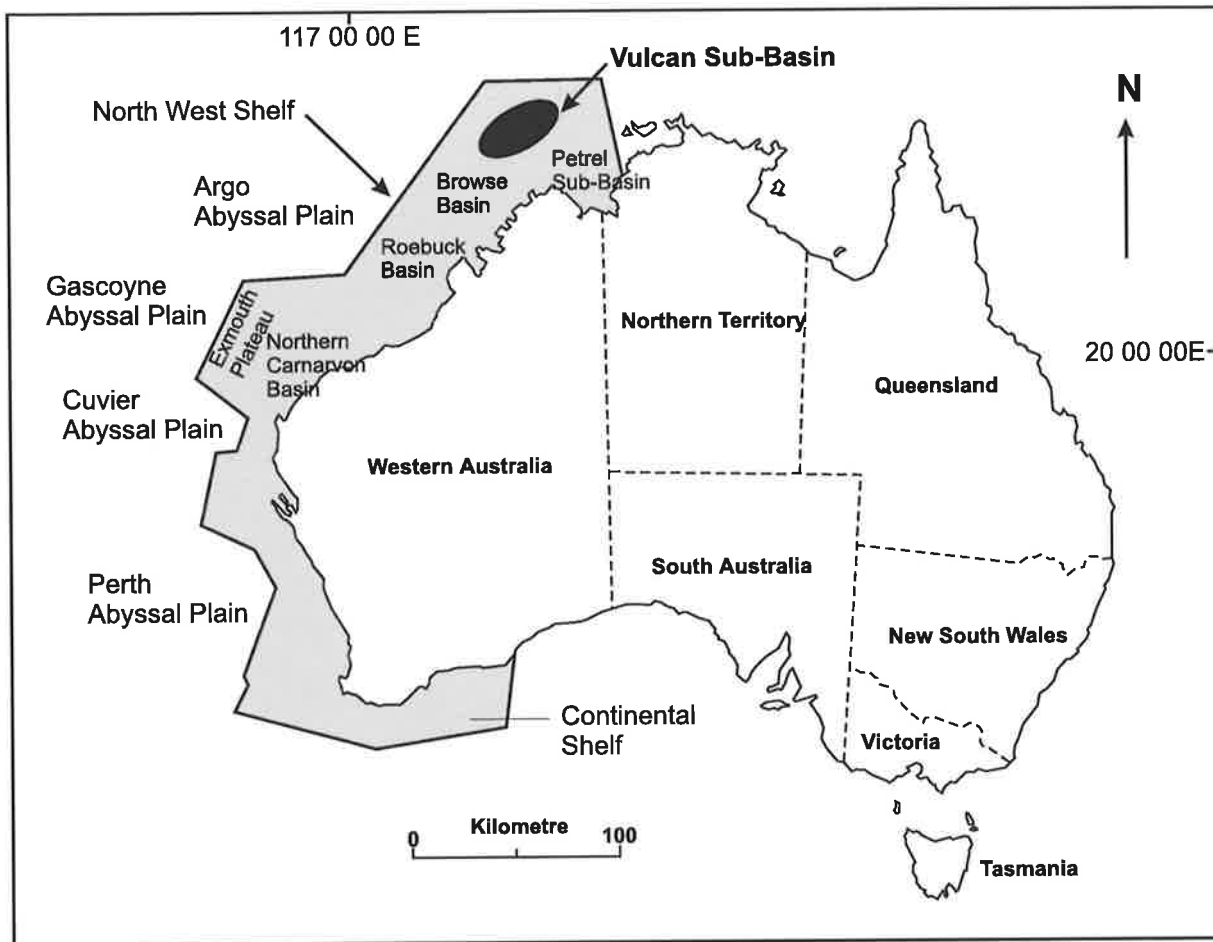 117 00 00 E
Vulcan Sub-Basin
North West Shelf
N
Argo
Abyssal Plain
Browse
Basin
Petrel
Sub-Basin
Roebuck
Basin
Gascoyne
Abyssal Plain
Exmouth
Plateau
Northern
Carnarvon
Basin
Northern Territory
20 00 00E
Queensland
Cuvier
Abyssal Plain
Western Australia
South Australia
Perth
Abyssal Plain
New South Wales
Continental
Shelf
Victoria
Kilometre
0 100
Tasmania